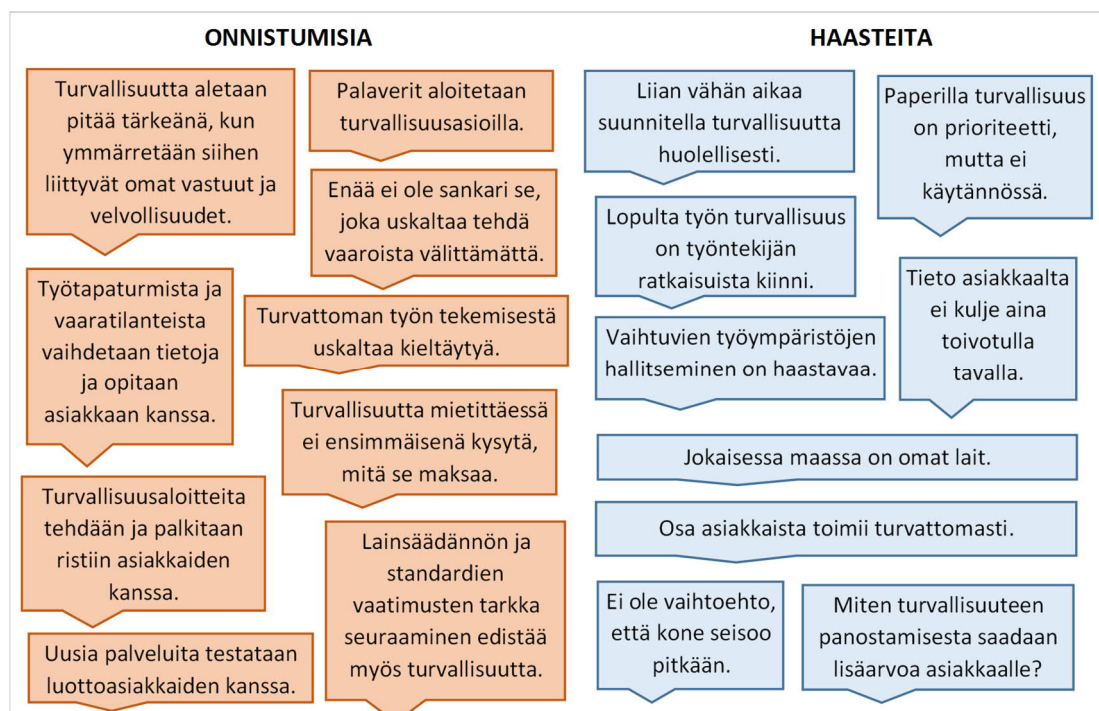 ONNISTUMISIA
Turvallisuutta aletaan
pitää tärkeänä, kun
ymmärretään siihen
liittyvät omat vastuut ja
velvollisuudet.
Palaverit aloitetaan
turvallisuusasioilla.
Enää ei ole sankari se,
joka uskaltaa tehdä
vaaroista välittämättä.
Työtapaturmista ja
vaaratilanteista
vaihdetaan tietoja
ja opitaan
asiakkaan kanssa.
Turvattoman työn tekemisestä
uskaltaa kieltäytyä.
Turvallisuutta mietittäessä
ei ensimmäisenä kysytä,
mitä se maksaa.
Turvallisuusaloitteita
tehdään ja palkitaan
ristiin asiakkaiden
kanssa.
Lainsäädännön ja
standardien
vaatimusten tarkka
seuraaminen edistää
myös turvallisuutta.
Uusia palveluita testataan
luottoasiakkaiden kanssa.
HAASTEITA
Liian vähän aikaa
suunnitella turvallisuutta
huolellisesti.
Paperilla turvallisuus
on prioriteetti,
mutta ei
käytännössä.
Lopulta työn turvallisuus
on työntekijän
ratkaisuista kiinni.
Tieto asiakkaalta
ei kulje aina
toivotulla
tavalla.
Vaihtuvien työympäristöjen
hallitseminen on haastavaa.
Jokaisessa maassa on omat lait.
Osa asiakkaista toimii turvattomasti.
Ei ole vaihtoehto,
että kone seisoo
pitkään.
Miten turvallisuuteen
panostamisesta saadaan
lisäarvoa asiakkaalle?